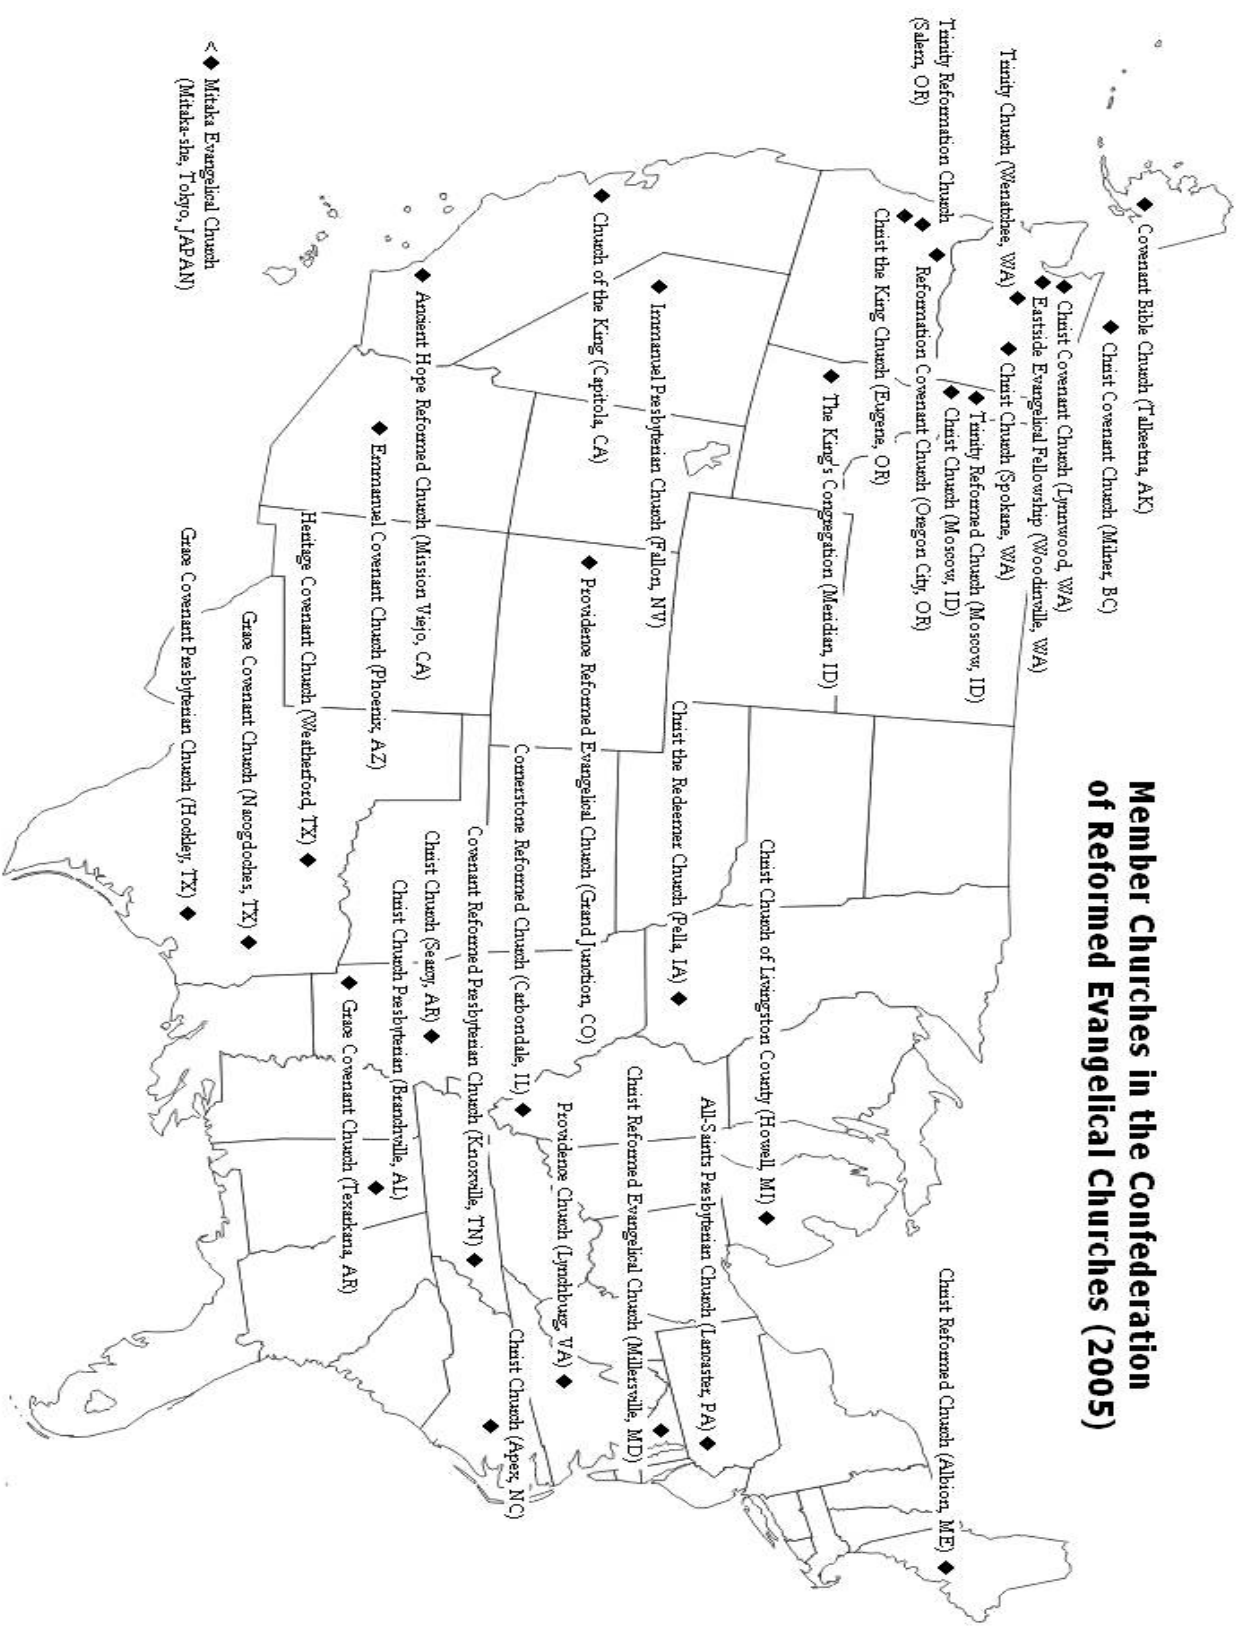 Member Churches in the Confederation
of Reformed Evangelical Churches (2005)
Covenant Bible Church (Talkeetna, AK)
Christ Covenant Church (Milner, BC)
Christ Covenant Church (Lynnwood, WA)
Eastside Evangelical Fellowship (Woodinville, WA)
Trinity Church (Wenatchee, WA)
Christ Church (Spokane, WA)
Trinity Reformed Church (Moscow, ID)
Christ Church (Moscow, ID)
Trinity Reformation Church
(Salem, OR)
Reformation Covenant Church (Oregon City, OR)
Christ the King Church (Eugene, OR)
The King's Congregation (Meridian, ID)
Christ Reformed Church (Albion, ME)
Christ Church of Livingston County (Howell, MI)
All-Saints Presbyterian Church (Lancaster, PA)
Christ the Redeemer Church (Pella, IA)
Immanuel Presbyterian Church (Fallon, NV)
Christ Reformed Evangelical Church (Millersville, MD)
Church of the King (Capitola, CA)
Providence Reformed Evangelical Church (Grand Junction, CO)
Providence Church (Lynchburg, VA)
Cornerstone Reformed Church (Carbondale, IL)
Christ Church (Apex, NC)
Covenant Reformed Presbyterian Church (Knoxville, TN)
Ancient Hope Reformed Church (Mission Viejo, CA)
Christ Church (Searcy, AR)
Christ Church Presbyterian (Branchville, AL)
Emmanuel Covenant Church (Phoenix, AZ)
Grace Covenant Church (Texarkana, AR)
Heritage Covenant Church (Weatherford, TX)
Grace Covenant Church (Nacogdoches, TX)
Grace Covenant Presbyterian Church (Hockley, TX)
< Mitaka Evangelical Church
(Mitaka-she, Tokyo, JAPAN)